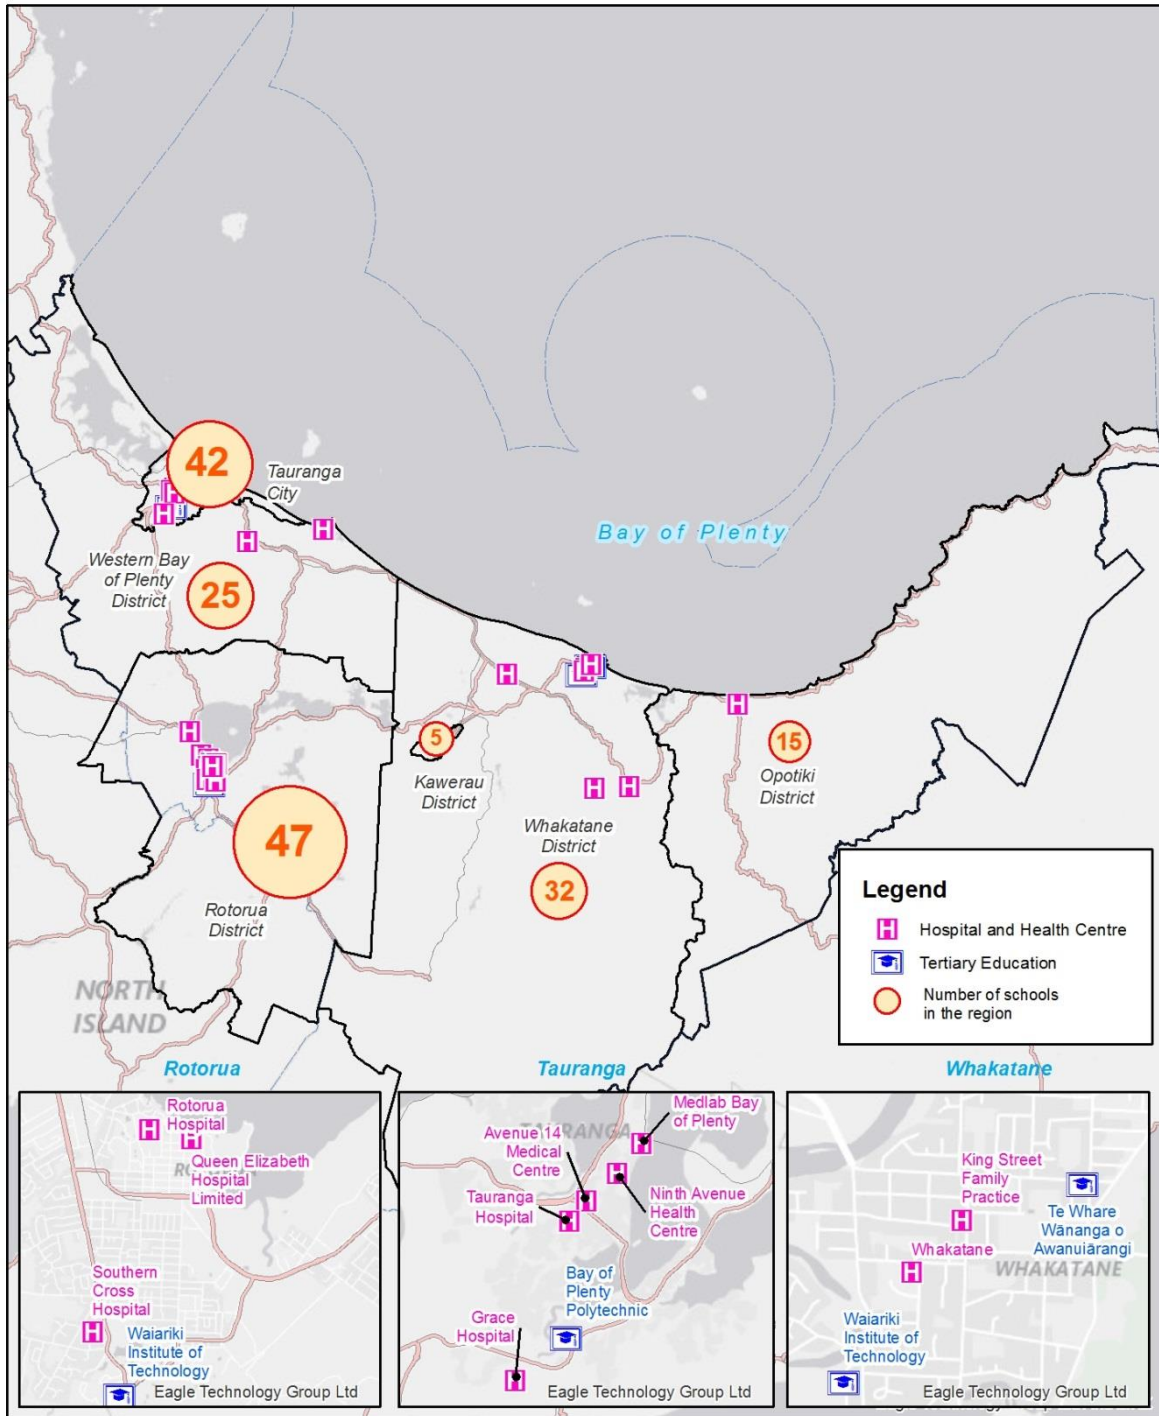 42
Tauranga
City
Bay of Plenty
Western Bay
of Plenty
District
25
5
Kawerau
District
15
Opotiki
District
Whakatane
District
32
47
Rotorua
District
NORTH
ISLAND
Legend
Hospital and Health Centre
Tertiary Education
Number of schools
in the region
Rotorua
Rotorua
Hospital
Queen Elizabeth
Hospital
Limited
Southern
Cross
Hospital
Waiariki
Institute of
Technology
Eagle Technology Group Ltd
Tauranga
TAURANGA
Medlab Bay
of Plenty
Avenue 14
Medical
Centre
Tauranga
Hospital
Ninth Avenue
Health
Centre
Bay of
Plenty
Polytechnic
Grace
Hospital
Eagle Technology Group Ltd
Whakatane
King Street
Family
Practice
Te Whare
Wānanga o
Awanuiārangi
Whakatane
WHAKATANE
Waiariki
Institute of
Technology
Eagle Technology Group Ltd